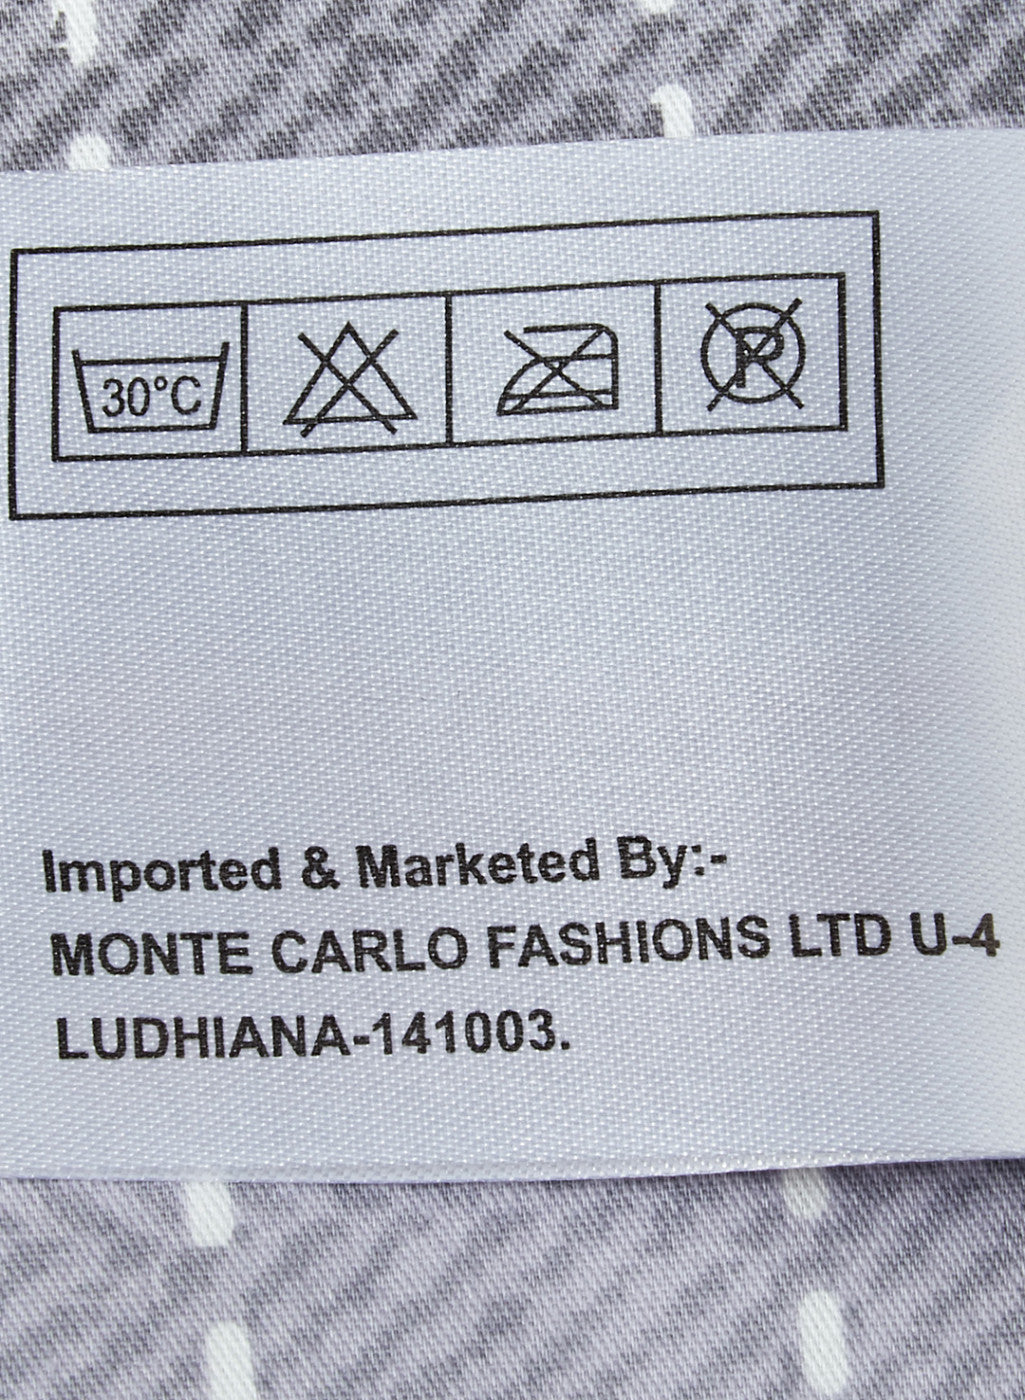 30°C
P
Imported & Marketed By:-
MONTE CARLO FASHIONS LTD U-4
LUDHIANA-141003.